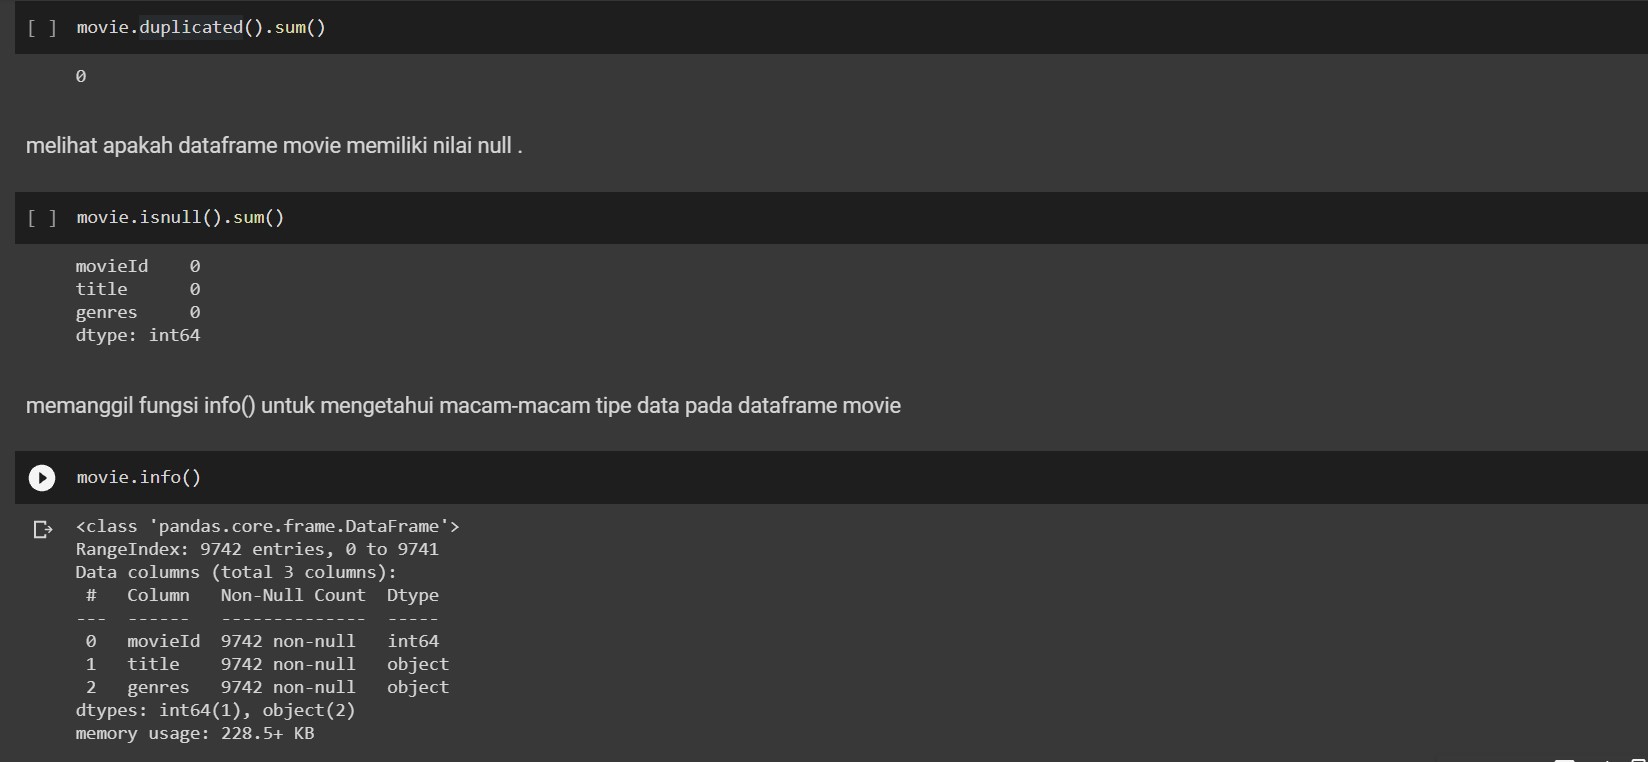 [ ] movie.duplicated().sum()
0
melihat apakah dataframe movie memiliki nilai null .
[ ] movie.isnull().sum()
movieId    0
title      0
genres     0
dtype: int64
memanggil fungsi info() untuk mengetahui macam-macam tipe data pada dataframe movie
movie.info()
<class 'pandas.core.frame.DataFrame'>
RangeIndex: 9742 entries, 0 to 9741
Data columns (total 3 columns):
 #   Column   Non-Null Count  Dtype
---  ------   --------------  -----
 0   movieId  9742 non-null   int64
 1   title    9742 non-null   object
 2   genres   9742 non-null   object
dtypes: int64(1), object(2)
memory usage: 228.5+ KB